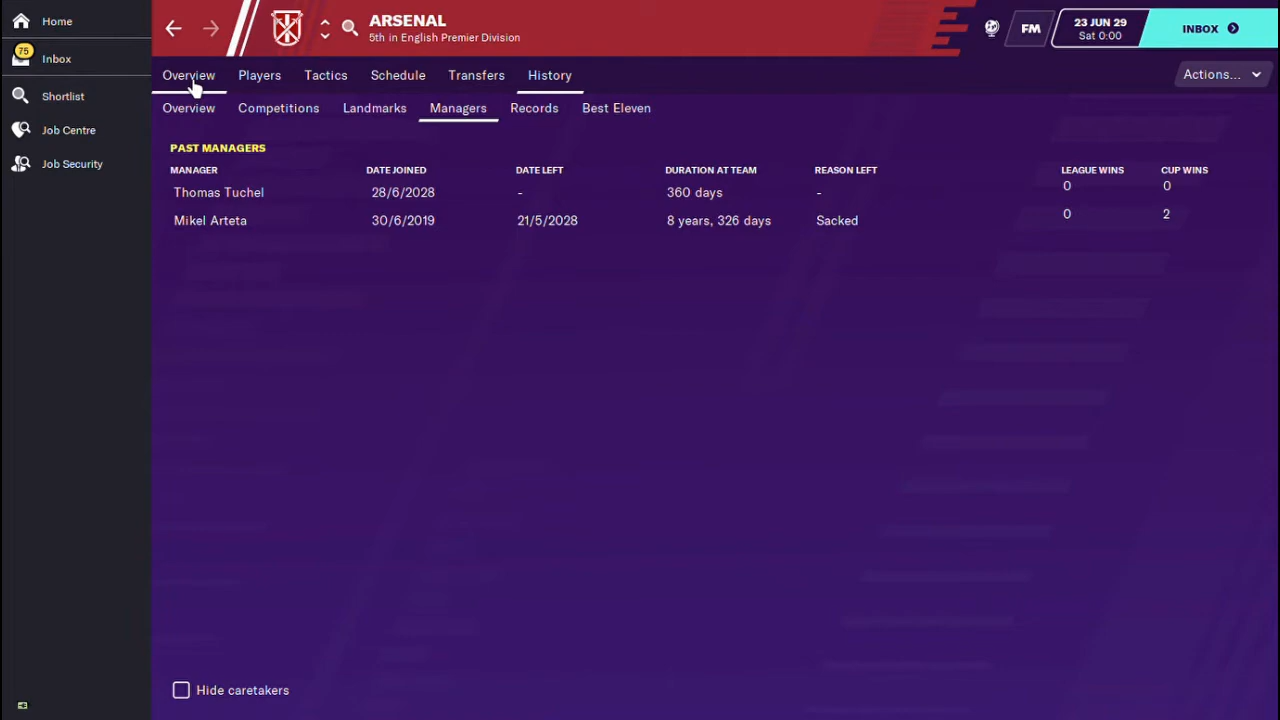 Home
75
Inbox
Shortlist
Job Centre
Job Security
ARSENAL
5th in English Premier Division
FM
23 JUN 29
Sat 0:00
INBOX
Overview Players Tactics Schedule Transfers History
Actions...
Overview Competitions Landmarks Managers Records Best Eleven
PAST MANAGERS
MANAGER DATE JOINED DATE LEFT DURATION AT TEAM REASON LEFT LEAGUE WINS CUP WINS
Thomas Tuchel 28/6/2028 - 360 days - 0 0
Mikel Arteta 30/6/2019 21/5/2028 8 years, 326 days Sacked 0 2
Hide caretakers